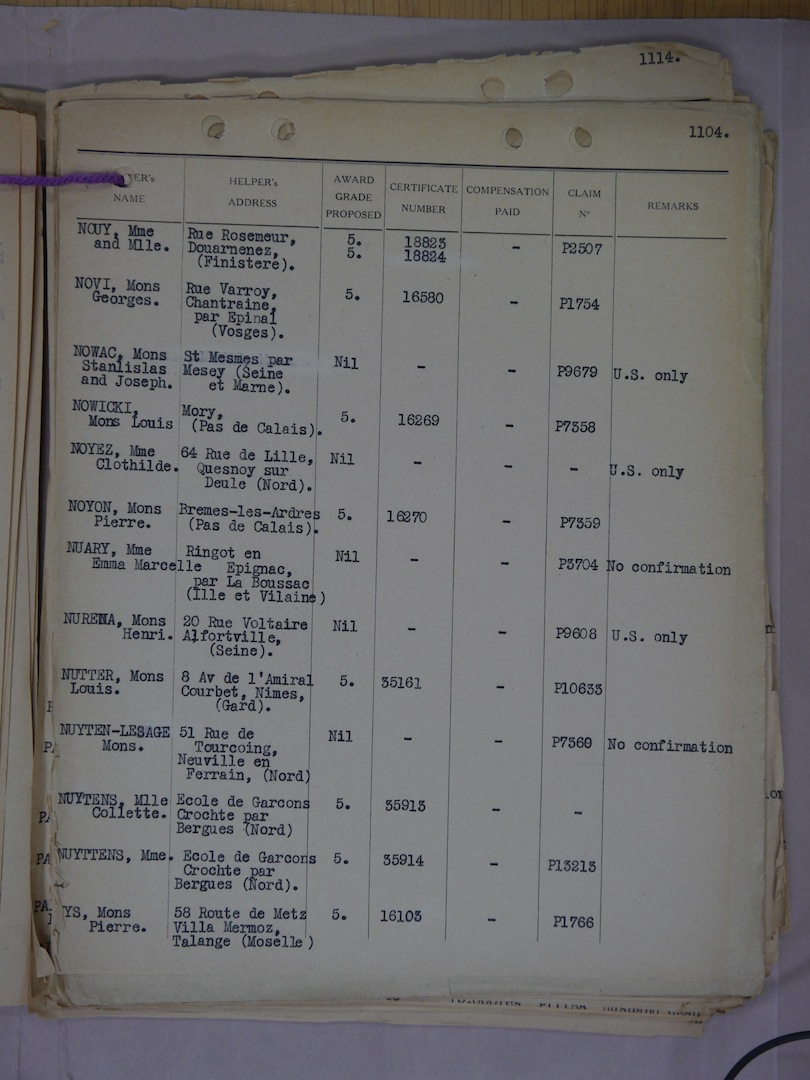 1114.
1104.
HELPER's
ADDRESS
NAME
AWARD
GRADE
PROPOSED
CERTIFICATE
NUMBER
COMPENSATION
PAID
CLAIM
Nº
REMARKS
NOUY, Mme Rue Rosemeur, 5. 18823 - P2507
and Mlle. Douarnenez, 5. 18824
(Finistere).
NOVI, Mons Rue Varroy, 5. 16580 - P1754
Georges. Chantraine,
par Epinal
(Vosges).
NOWAC, Mons St Mesmes par Nil - - P9679 U.S. only
Stanlislas Mesey (Seine
and Joseph. et Marne).
NOWICKI, Mory, 5. 16269 - P7358
Mons Louis (Pas de Calais).
NOYEZ, Mme 64 Rue de Lille, Nil - - - U.S. only
Clothilde. Quesnoy sur
Deule (Nord).
NOYON, Mons Bremes-les-Ardres 5. 16270 - P7359
Pierre. (Pas de Calais).
NUARY, Mme Ringot en Nil - - P3704 No confirmation
Emma Marcelle Epignac,
par La Boussac
(Ille et Vilaine)
Mons 20 Rue Voltaire Nil - - P9608 U.S. only
Henri. Alfortville,
(Seine).
NUTTER, Mons 8 Av de l'Amiral 5. 35161 - P10633
Louis. Courbet, Nimes,
(Gard).
NUYTEN-LESAGE 51 Rue de Nil - - P7369 No confirmation
Mons. Tourcoing,
Neuville en
Ferrain, (Nord)
NUYTENS, Mlle Ecole de Garcons 5. 35913 - -
Collette. Crochte par
Bergues (Nord)
NUYTTENS, Mme. Ecole de Garcons 5. 35914 - P13213
Crochte par
Bergues (Nord).
YS, Mons 58 Route de Metz 5. 16103 - P1766
Pierre. Villa Mermoz,
Talange (Moselle)